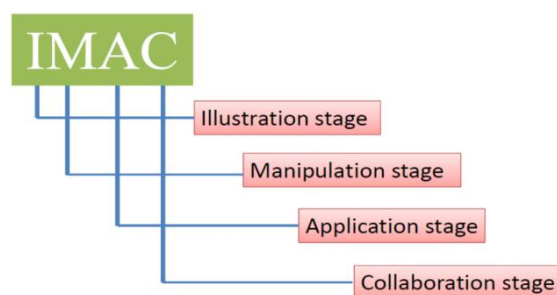 IMAC
Illustration stage
Manipulation stage
Application stage
Collaboration stage